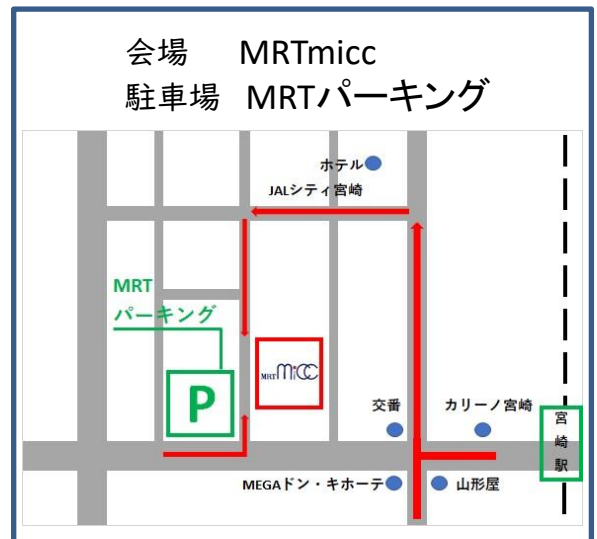 会場 MRTmicc
駐車場 MRTパーキング
ホテル
JALシティ宮崎
MRT
パーキング
MRT micc
P
交番
カリーノ宮崎
宮崎駅
MEGAドン・キホーテ
山形屋